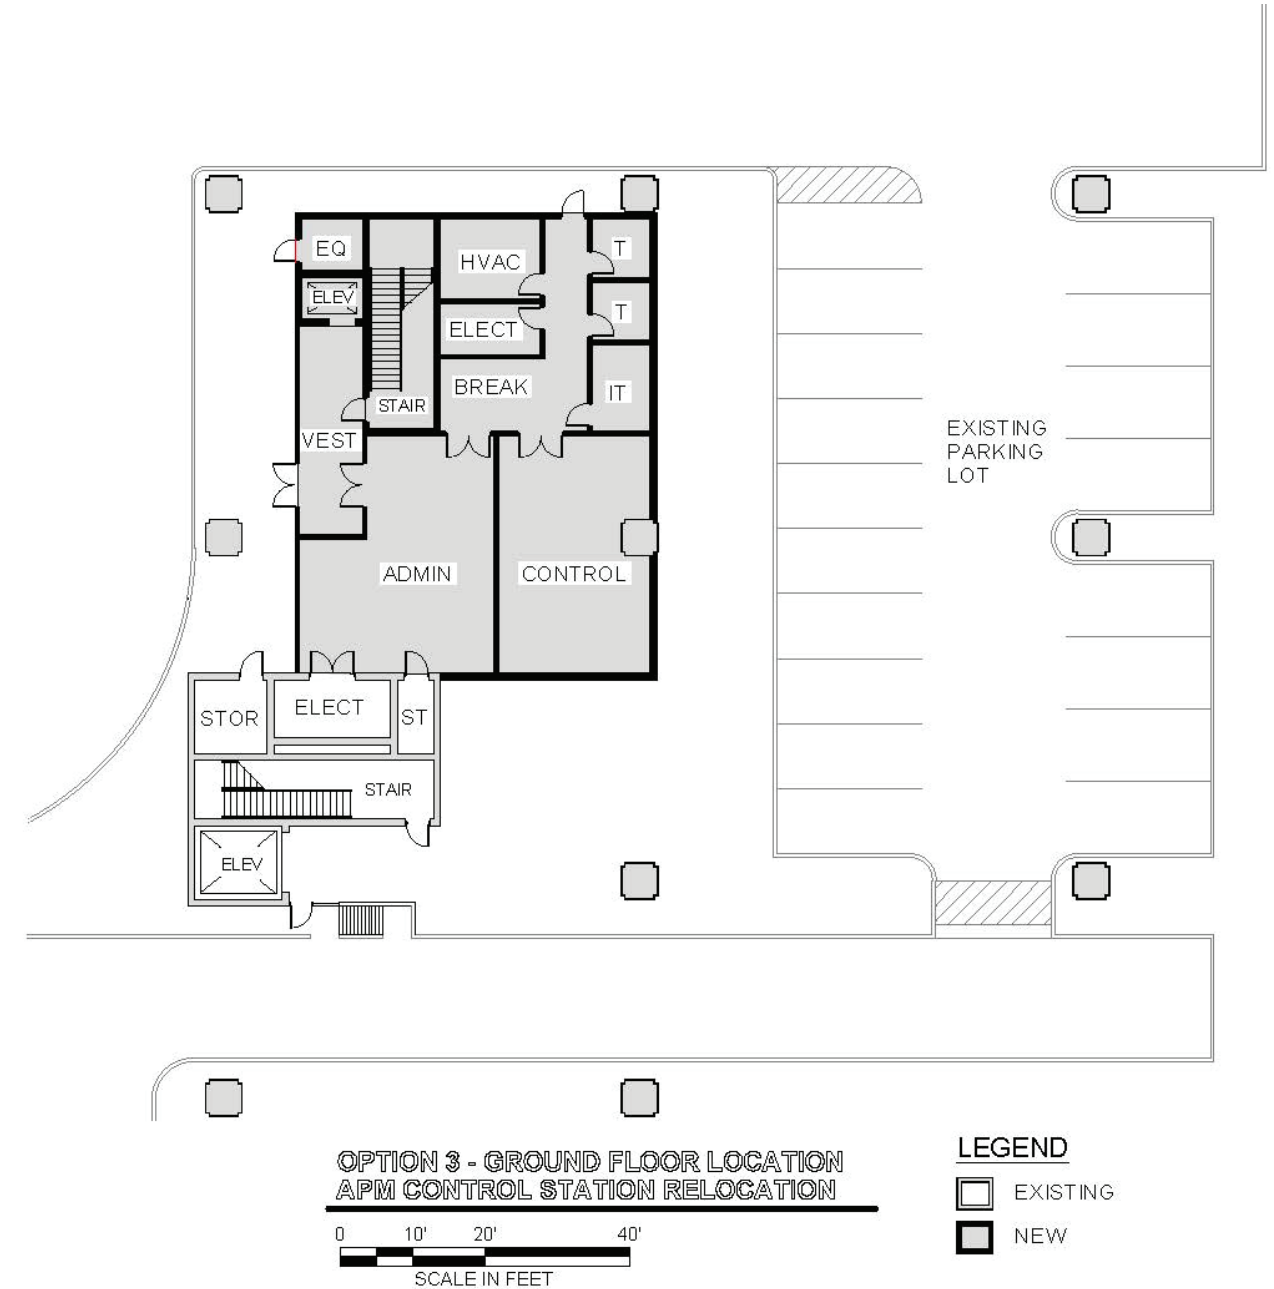 EQ
T
HVAC
ELEV
T
ELECT
BREAK
IT
STAIR
VEST
EXISTING
PARKING
LOT
ADMIN
CONTROL
STOR
ELECT
ST
STAIR
ELEV
OPTION 3 - GROUND FLOOR LOCATION
APM CONTROL STATION RELOCATION
0 10' 20' 40'
SCALE IN FEET
LEGEND
EXISTING
NEW